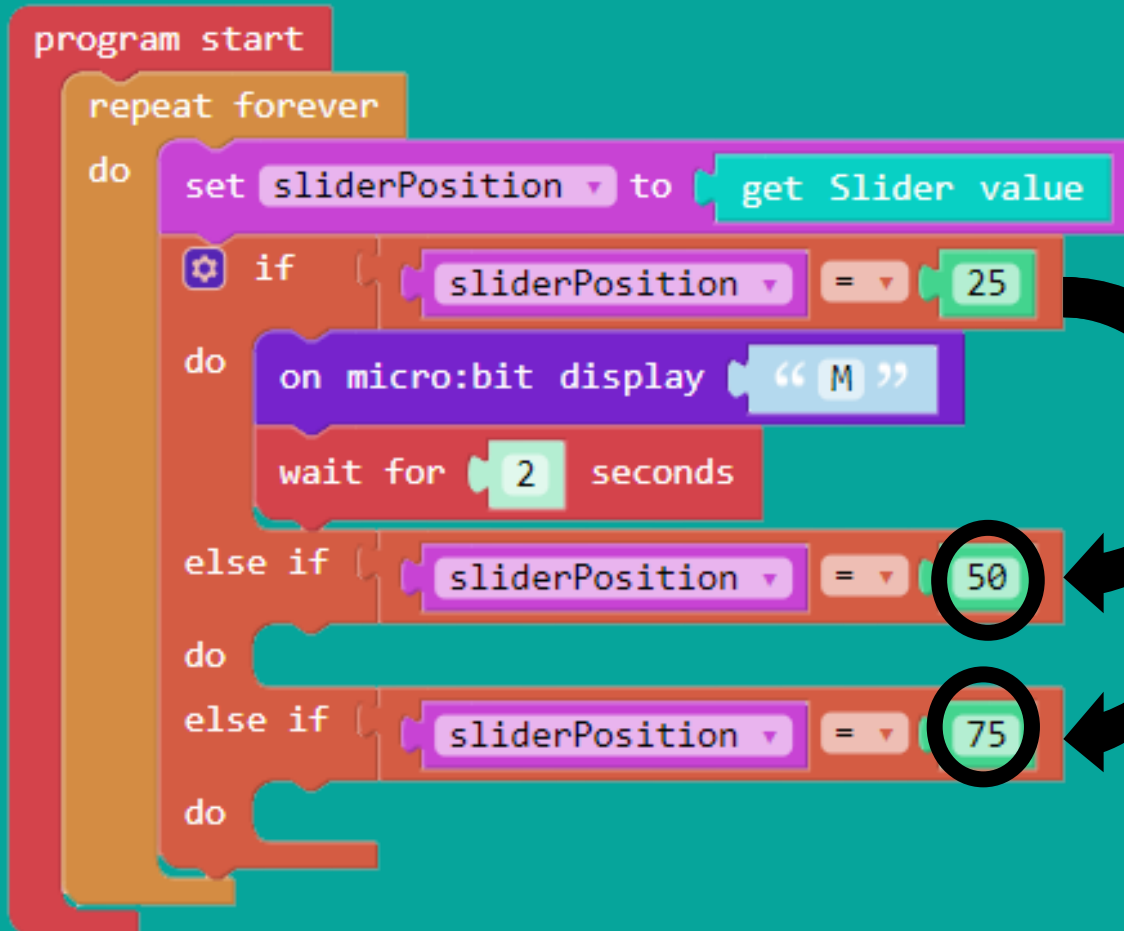 program start
repeat forever
do
set sliderPosition to get Slider value
if sliderPosition = 25
do
on micro:bit display “ M ”
wait for 2 seconds
else if sliderPosition = 50
do
else if sliderPosition = 75
do